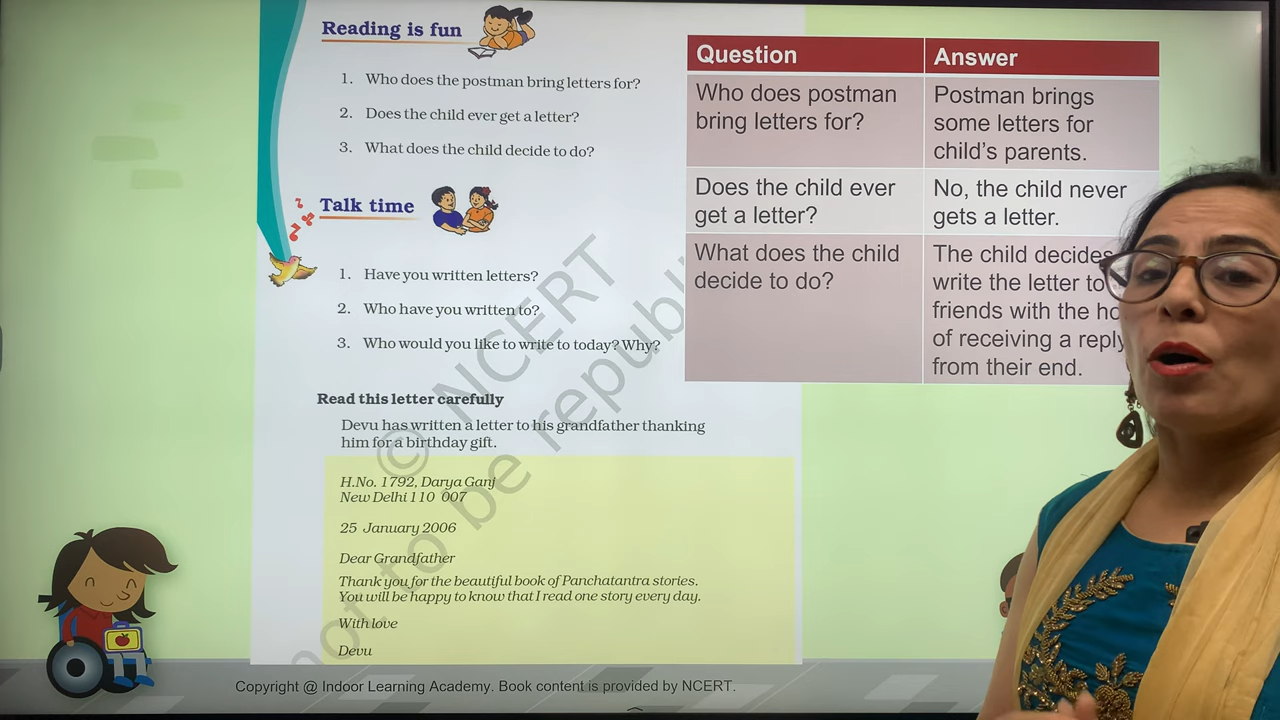 Reading is fun
1. Who does the postman bring letters for?
2. Does the child ever get a letter?
3. What does the child decide to do?
Talk time
1. Have you written letters?
2. Who have you written to?
3. Who would you like to write to today? Why?
Read this letter carefully
Devu has written a letter to his grandfather thanking
him for a birthday gift.
H.No. 1792, Darya Ganj
New Delhi 110 007
25 January 2006
Dear Grandfather
Thank you for the beautiful book of Panchatantra stories.
You will be happy to know that I read one story every day.
With love
Devu
© NCERT
not to be republi
Question Answer
Who does postman
bring letters for?
Postman brings
some letters for
child's parents.
Does the child ever
get a letter?
No, the child never
gets a letter.
What does the child
decide to do?
The child decides
write the letter to
friends with the
of receiving a reply
from their end.
Copyright @ Indoor Learning Academy. Book content is provided by NCERT.